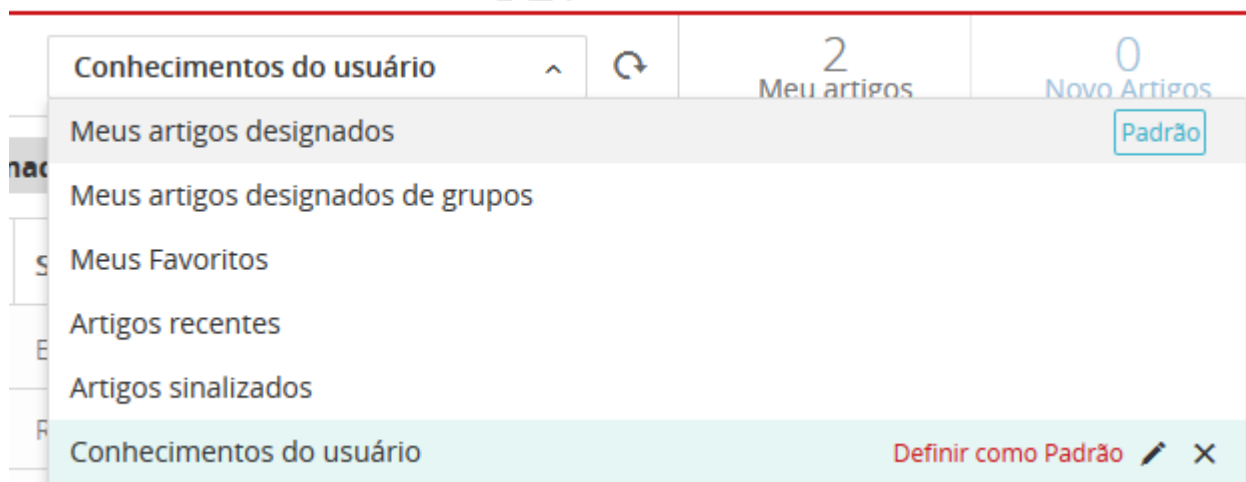 Conhecimentos do usuário
2
Meu artigos
0
Novo Artigos
Meus artigos designados
Padrão
Meus artigos designados de grupos
Meus Favoritos
Artigos recentes
Artigos sinalizados
Conhecimentos do usuário
Definir como Padrão